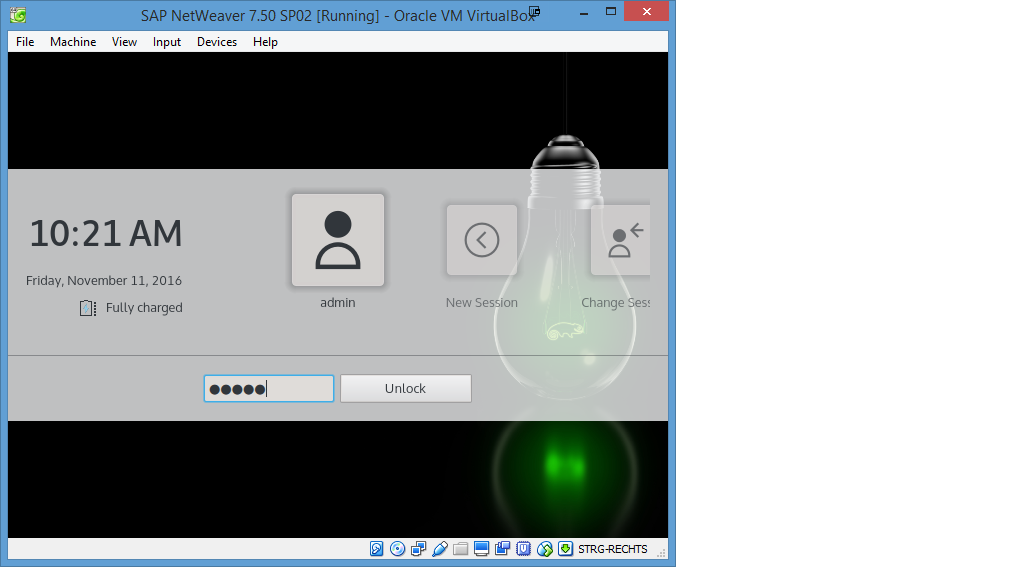 SAP NetWeaver 7.50 SP02 [Running] - Oracle VM VirtualBox
File Machine View Input Devices Help
10:21 AM
Friday, November 11, 2016
Fully charged
admin
New Session
Change Sess
●●●●●
Unlock
STRG-RECHTS